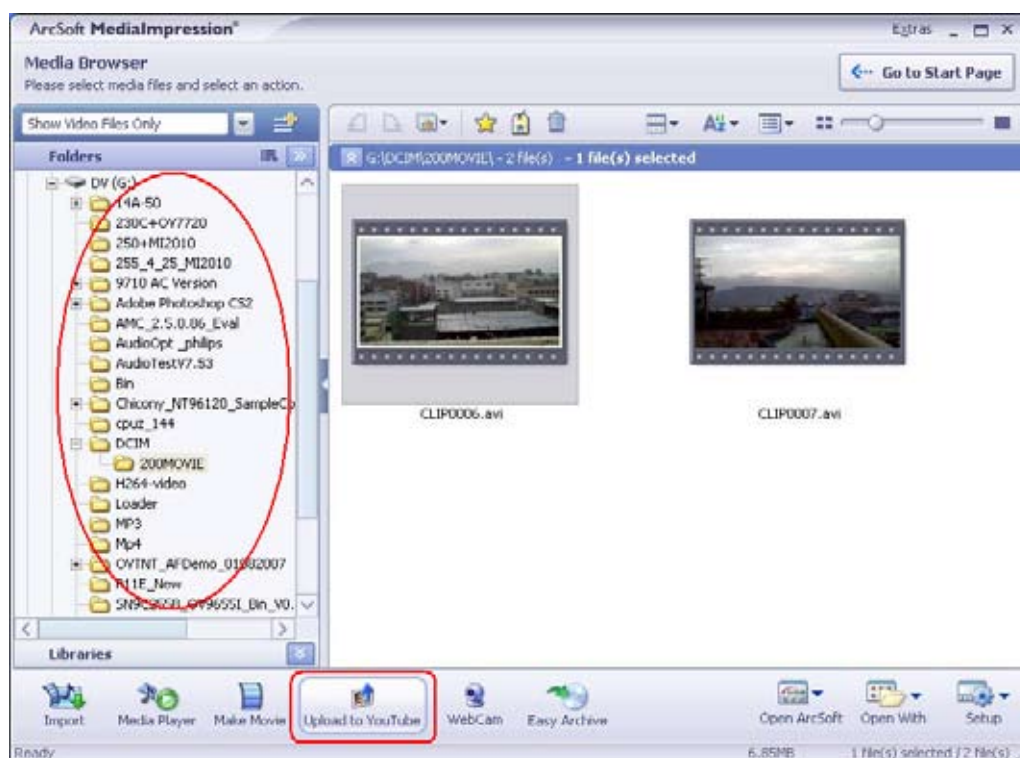 ArcSoft MediaImpression®
Extras
Media Browser
Please select media files and select an action.
Go to Start Page
Show Video Files Only
Folders
G:\DCIM\200MOVIE\ - 2 file(s) - 1 file(s) selected
DV (G:)
14A-50
230C+OV7720
250+MI2010
255_4_25_MI2010
9710 AC Version
Adobe Photoshop CS2
AMC_2.5.0.06_Eval
AudioOpt _philips
AudioTestV7.53
Bin
Chicony_NT96120_SampleCo
cpuz_144
DCIM
200MOVIE
H264-video
Loader
MP3
Mp4
R11E_New
CLIP0006.avi
CLIP0007.avi
Libraries
Import
Media Player
Make Movie
Upload to YouTube
WebCam
Easy Archive
Open ArcSoft
Open With
Setup
Ready
6.85MB
1 file(s) selected (2 file(s)